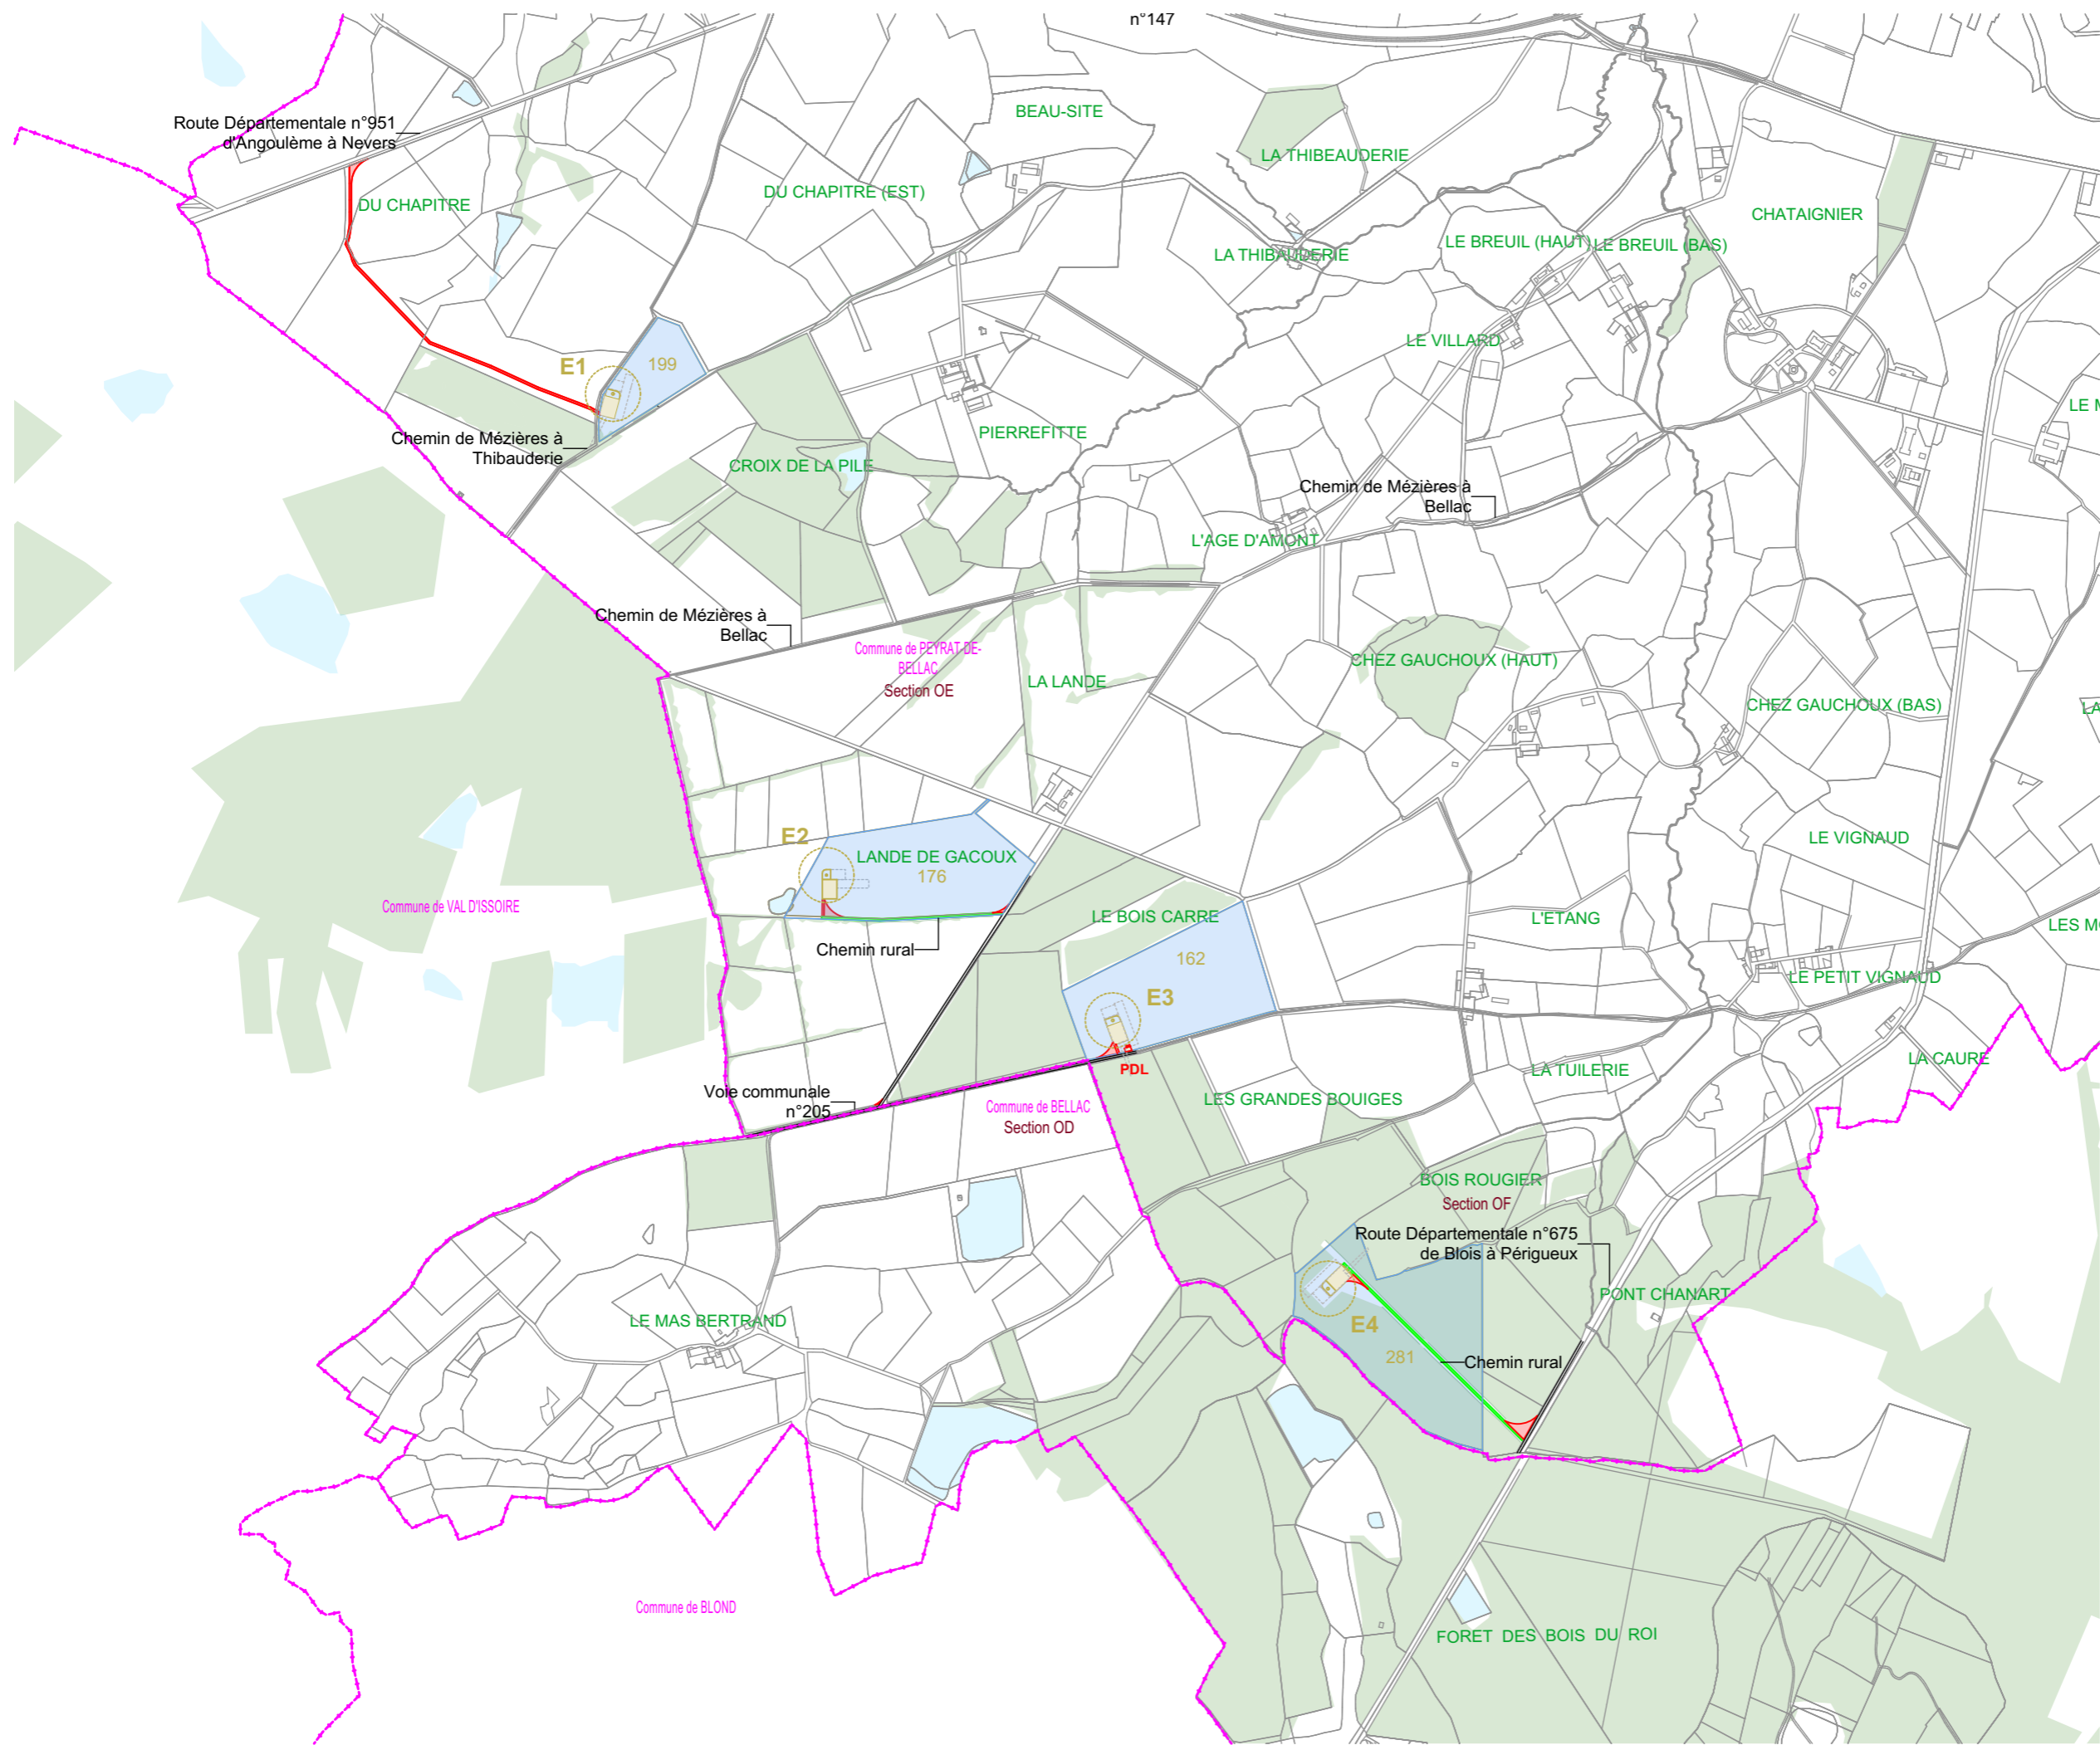 n°147
Route Départementale n°951
d'Angoulème à Nevers
BEAU-SITE
LA THIBEAUDERIE
DU CHAPITRE
DU CHAPITRE (EST)
CHATAIGNIER
LA THIBAUDERIE
LE BREUIL (HAUT)
LE BREUIL (BAS)
LE VILLARD
E1
199
LE
Chemin de Mézières à
Thibauderie
PIERREFITTE
CROIX DE LA PILE
Chemin de Mézières à
Bellac
L'AGE D'AMONT
Chemin de Mézières à
Bellac
Commune de PEYRAT-DE-
BELLAC
Section OE
LA LANDE
CHEZ GAUCHOUX (HAUT)
CHEZ GAUCHOUX (BAS)
LA
E2
LANDE DE GACOUX
176
LE VIGNAUD
Commune de VAL D'ISSOIRE
LE BOIS CARRE
L'ETANG
LES M
Chemin rural
162
LE PETIT VIGNAUD
E3
PDL
LA CAURE
LA TUILERIE
Voie communale
n°205
Commune de BELLAC
Section OD
LES GRANDES BOUIGES
BOIS ROUGIER
Section OF
Route Départementale n°675
de Blois à Périgueux
PONT CHANART
LE MAS BERTRAND
E4
281
Chemin rural
Commune de BLOND
FORET DES BOIS DU ROI